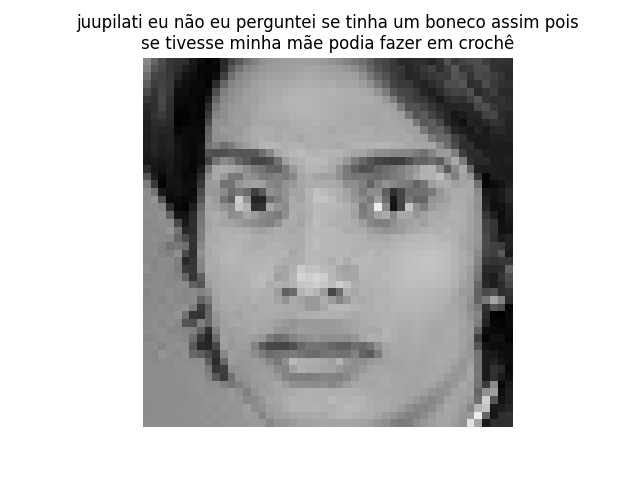 juupilati eu não eu perguntei se tinha um boneco assim pois
se tivesse minha mãe podia fazer em crochê